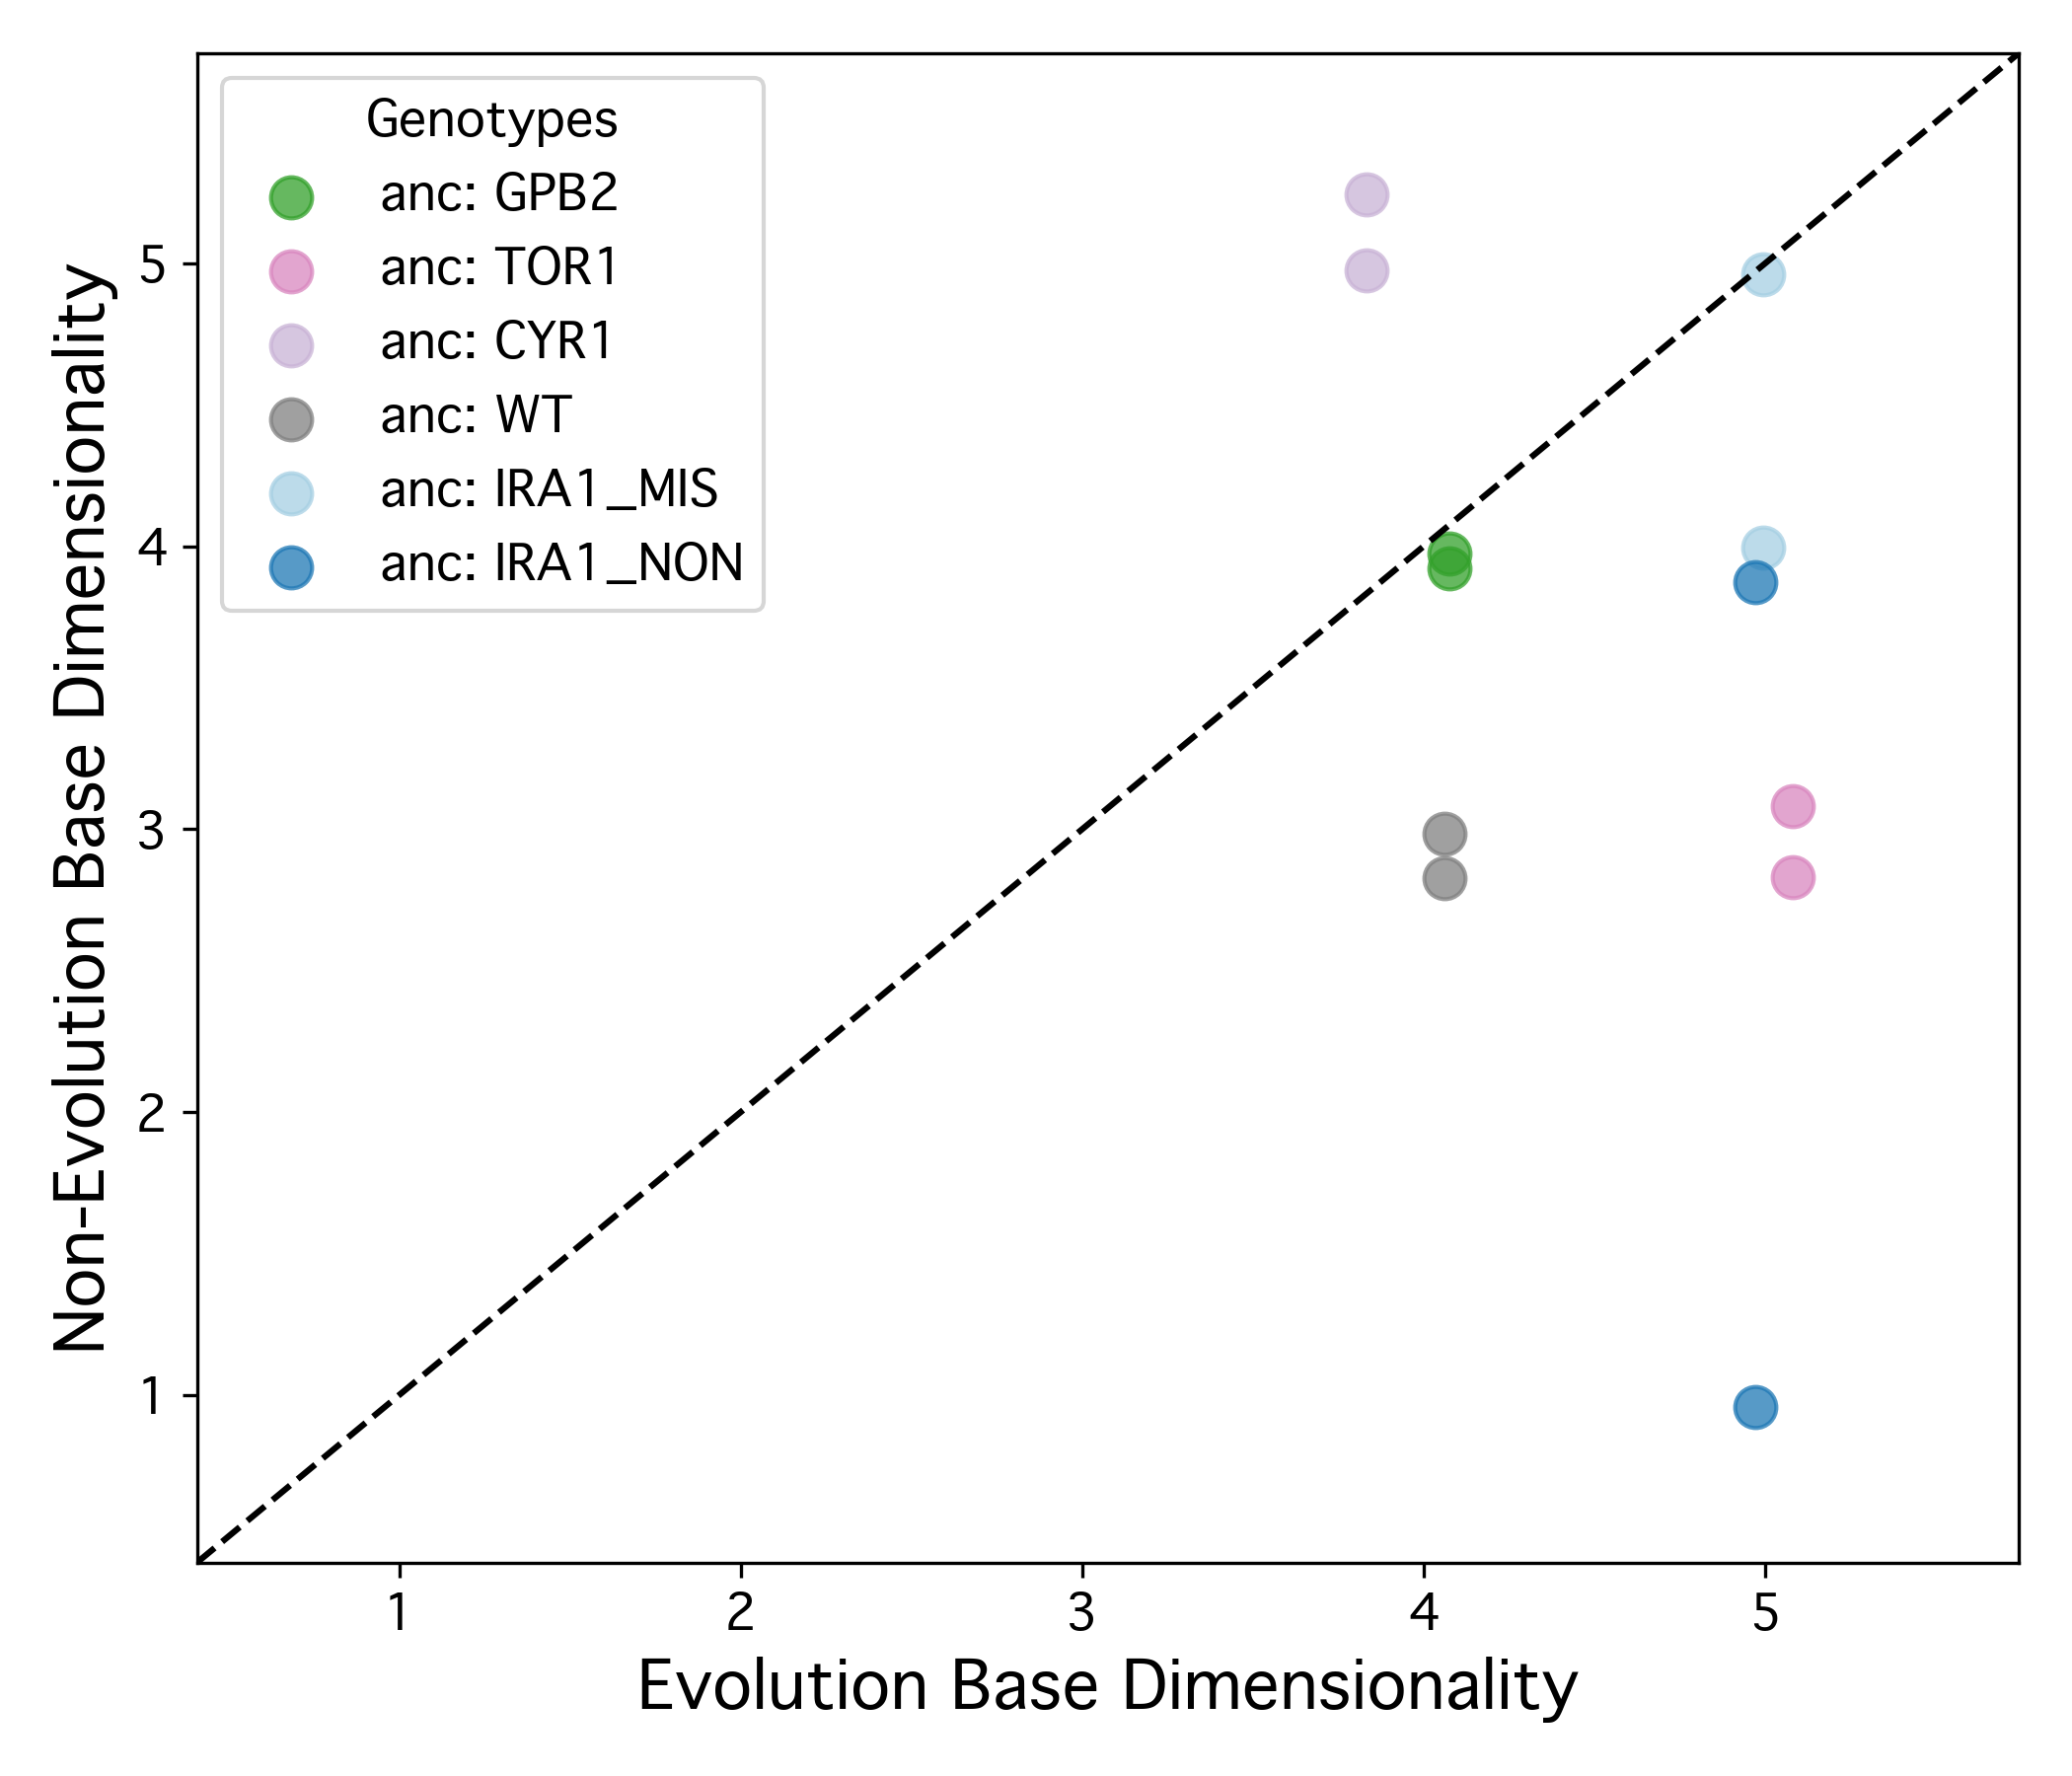 Genotypes
anc: GPB2
anc: TOR1
anc: CYR1
anc: WT
anc: IRA1_MIS
anc: IRA1_NON
Non-Evolution Base Dimensionality
5
4
3
2
1
1 2 3 4 5
Evolution Base Dimensionality